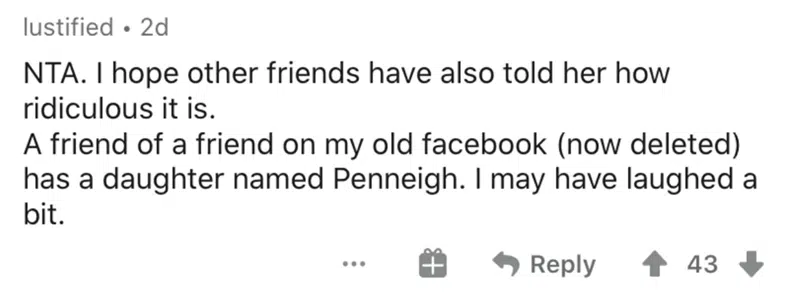 lustified • 2d
NTA. I hope other friends have also told her how
ridiculous it is.
A friend of a friend on my old facebook (now deleted)
has a daughter named Penneigh. I may have laughed a
bit.
Reply 43